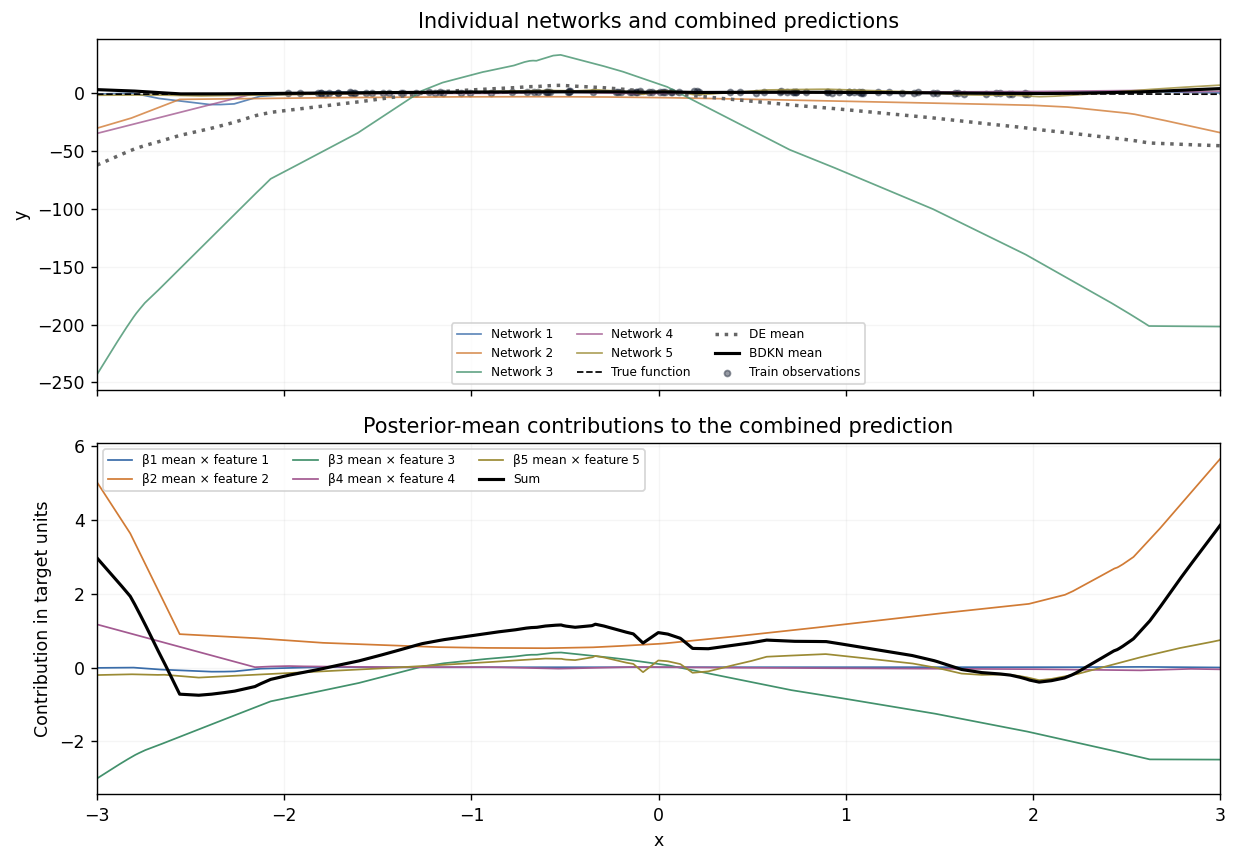 Individual networks and combined predictions
0
−50
−100
−150
−200
−250
y
Network 1 Network 4 DE mean
Network 2 Network 5 BDKN mean
Network 3 True function Train observations
Posterior-mean contributions to the combined prediction
6
4
2
0
−2
Contribution in target units
β1 mean × feature 1 β3 mean × feature 3 β5 mean × feature 5
β2 mean × feature 2 β4 mean × feature 4 Sum
−3 −2 −1 0 1 2 3
x